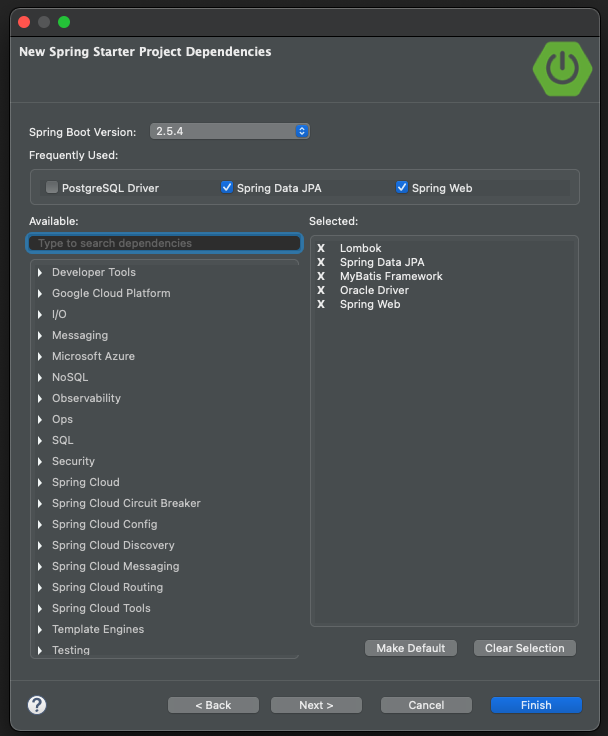 New Spring Starter Project Dependencies
Spring Boot Version: 2.5.4
Frequently Used:
PostgreSQL Driver Spring Data JPA Spring Web
Available: Selected:
Type to search dependencies
Developer Tools
Google Cloud Platform
I/O
Messaging
Microsoft Azure
NoSQL
Observability
Ops
SQL
Security
Spring Cloud
Spring Cloud Circuit Breaker
Spring Cloud Config
Spring Cloud Discovery
Spring Cloud Messaging
Spring Cloud Routing
Spring Cloud Tools
Template Engines
Testing
X Lombok
X Spring Data JPA
X MyBatis Framework
X Oracle Driver
X Spring Web
Make Default Clear Selection
? < Back Next > Cancel Finish